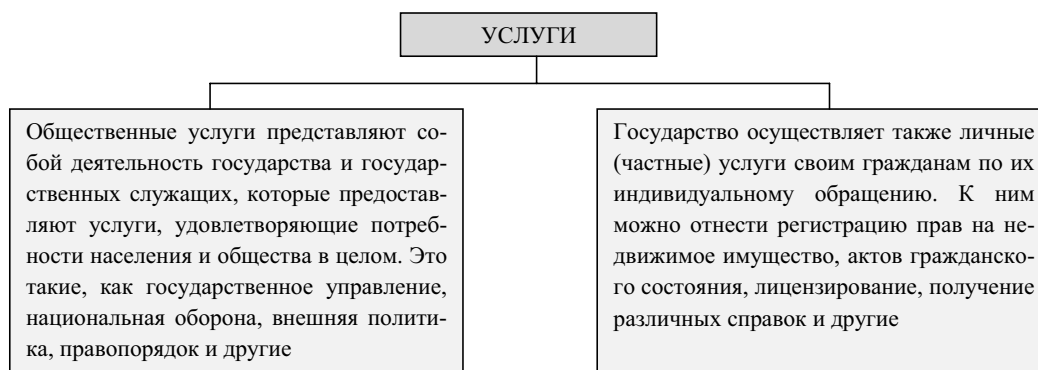 УСЛУГИ
Общественные услуги представляют со-
бой деятельность государства и государ-
ственных служащих, которые предостав-
ляют услуги, удовлетворяющие потреб-
ности населения и общества в целом. Это
такие, как государственное управление,
национальная оборона, внешняя полити-
ка, правопорядок и другие
Государство осуществляет также личные
(частные) услуги своим гражданам по их
индивидуальному обращению. К ним
можно отнести регистрацию прав на не-
движимое имущество, актов гражданско-
го состояния, лицензирование, получение
различных справок и другие